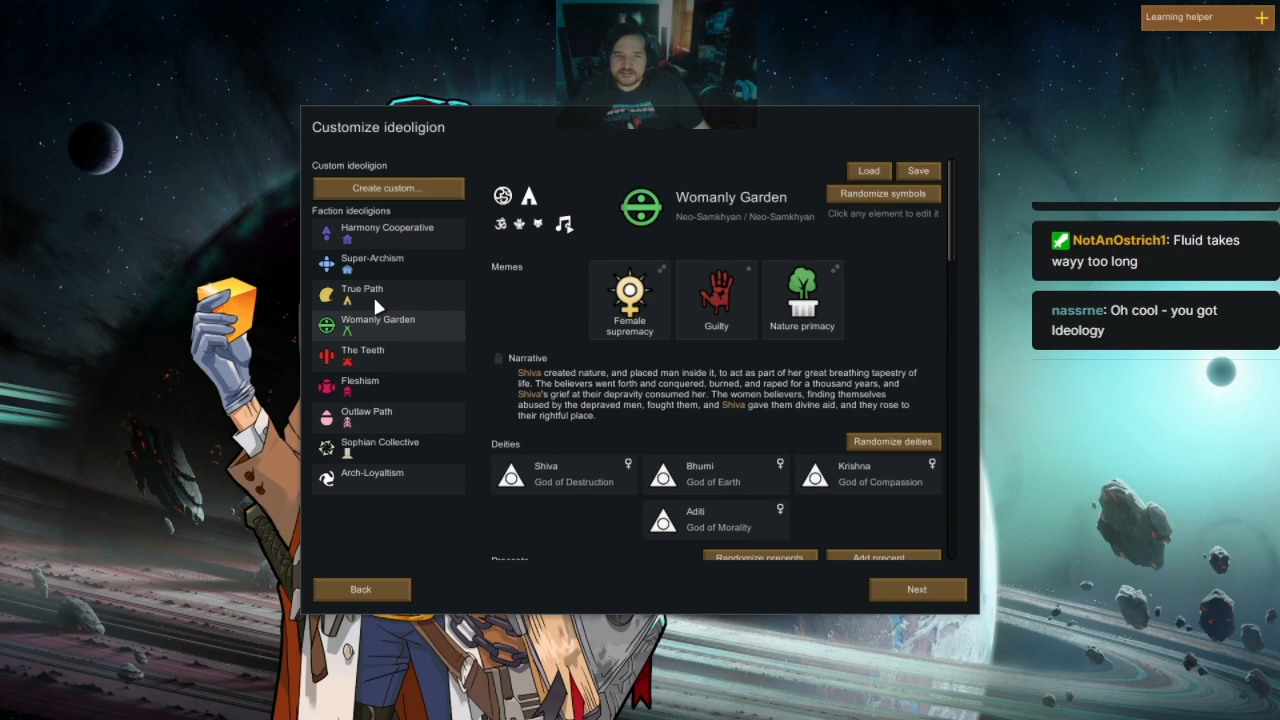 Learning helper
Customize ideoligion
Custom ideoligion
Create custom...
Faction ideoligions
Harmony Cooperative
Super-Archism
True Path
Womanly Garden
The Teeth
Fleshism
Outlaw Path
Sophian Collective
Arch-Loyaltism
Load
Save
Randomize symbols
Click any element to edit it
Womanly Garden
Neo-Samkhyan / Neo-Samkhyan
Memes
Female
supremacy
Guilty
Nature primacy
Narrative
Shiva created nature, and placed man inside it, to act as part of her great breathing tapestry of
life. The believers went forth and conquered, burned, and raped for a thousand years, and
Shiva's grief at their depravity consumed her. The women believers, finding themselves
abused by the depraved men, fought them, and Shiva gave them divine aid, and they rose to
their rightful place.
Deities
Randomize deities
Shiva
God of Destruction
Bhumi
God of Earth
Krishna
God of Compassion
Aditi
God of Morality
Precepts
Randomize precepts
Add precept
Back
Next
NotAnOstrich1: Fluid takes
wayy too long
nassrne: Oh cool - you got
Ideology